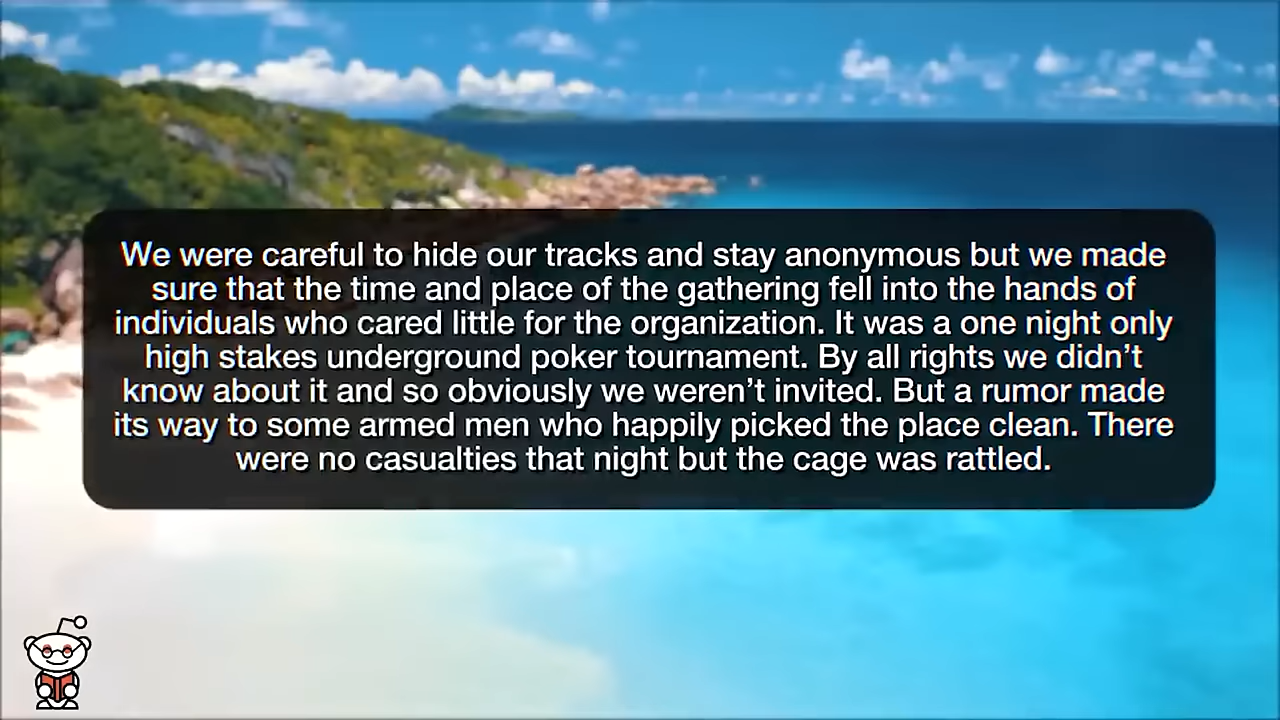 We were careful to hide our tracks and stay anonymous but we made
sure that the time and place of the gathering fell into the hands of
individuals who cared little for the organization. It was a one night only
high stakes underground poker tournament. By all rights we didn’t
know about it and so obviously we weren’t invited. But a rumor made
its way to some armed men who happily picked the place clean. There
were no casualties that night but the cage was rattled.